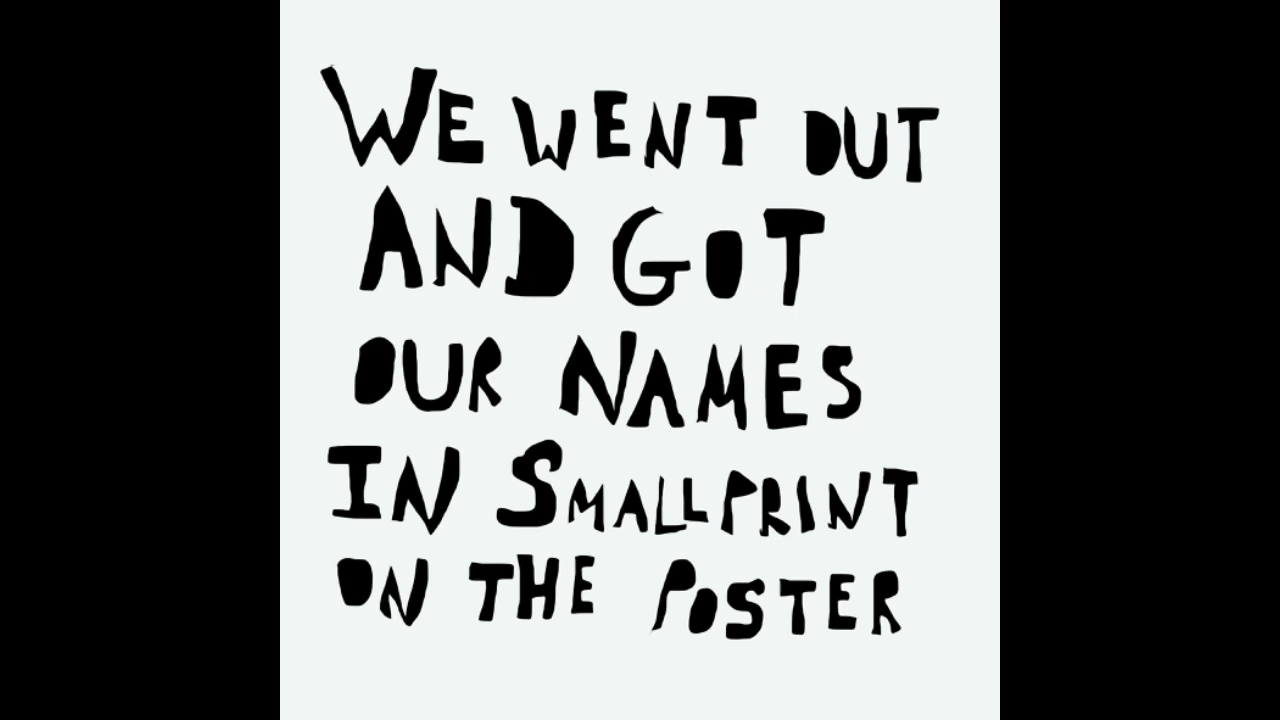 WE WENT OUT
AND GOT
OUR NAMES
IN SMALLPRINT
ON THE POSTER